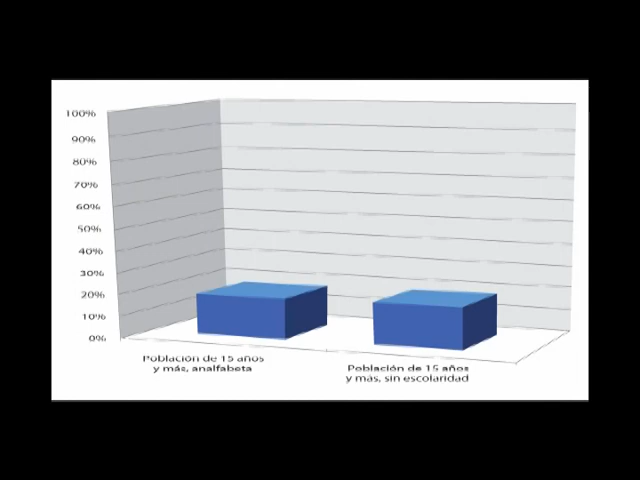 100%
90%
80%
70%
60%
50%
40%
30%
20%
10%
0%
Población de 15 años
y más, analfabeta
Población de 15 años
y más, sin escolaridad